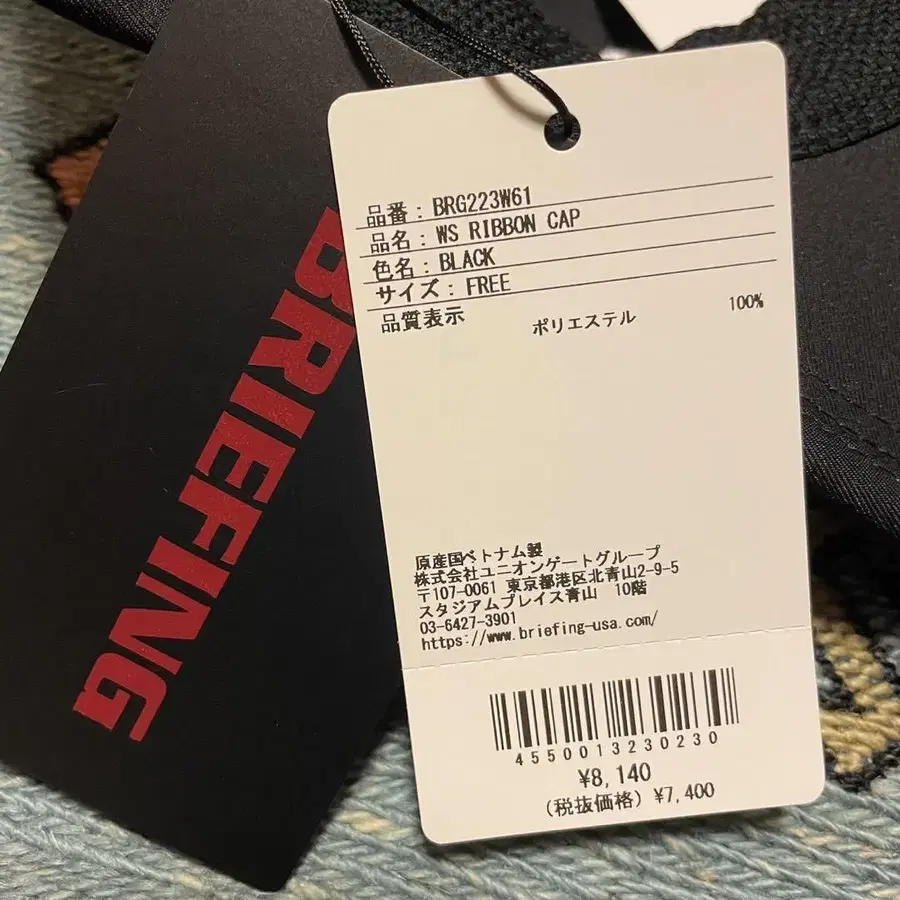 BRIEFING
品番 : BRG223W61
品名 : WS RIBBON CAP
色名 : BLACK
サイズ : FREE
品質表示 ポリエステル 100%
原産国ベトナム製
株式会社ユニオンゲートグループ
〒107-0061 東京都港区北青山2-9-5
スタジアムプレイス青山 10階
03-6427-3901
https://www.briefing-usa.com/
4550013230230
¥8,140
(税抜価格) ¥7,400